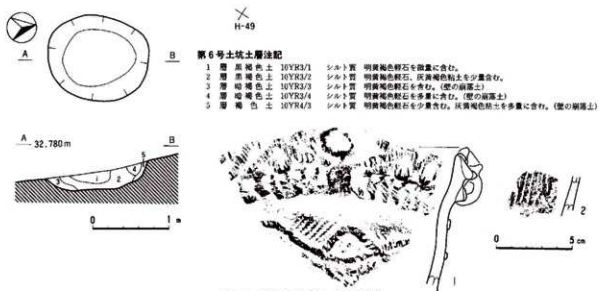 H-49
A
B
第6号土坑土層注記
1 層 黒褐色土 10YR3/1 シルト質 明黄褐色軽石を微量に含む。
2 層 黒褐色土 10YR3/2 シルト質 明黄褐色軽石、灰黄褐色粘土を少量含む。
3 層 暗褐色土 10YR3/3 シルト質 明黄褐色軽石を含む。(壁の崩落土)
4 層 暗褐色土 10YR3/4 シルト質 明黄褐色軽石を多量に含む。(壁の崩落土)
5 層 褐色土 10YR4/3 シルト質 明黄褐色軽石を少量含む。灰黄褐色粘土を多量に含む。(壁の崩落土)
A 32.780m
B
5
4
3
1
2
0 1m
1
2
0 5cm